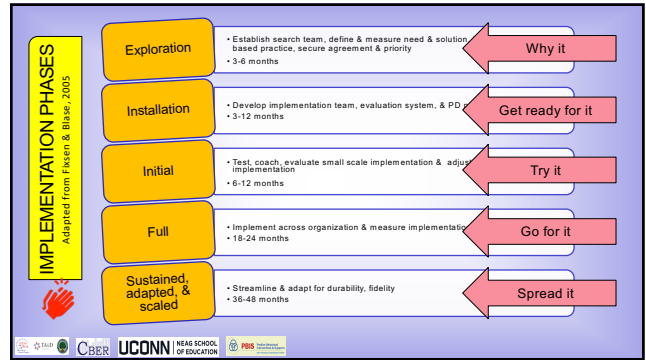 IMPLEMENTATION PHASES
Adapted from Fixsen & Blase, 2005
Exploration
• Establish search team, define & measure need & solution,
based practice, secure agreement & priority
• 3-6 months
Why it
Installation
• Develop implementation team, evaluation system, & PD
• 3-12 months
Get ready for it
Initial
• Test, coach, evaluate small scale implementation & adjust
implementation
• 6-12 months
Try it
Full
• Implement across organization & measure implementation
• 18-24 months
Go for it
Sustained,
adapted, &
scaled
• Streamline & adapt for durability, fidelity
• 36-48 months
Spread it
CBER
UCONN
NEAG SCHOOL
OF EDUCATION
PBIS